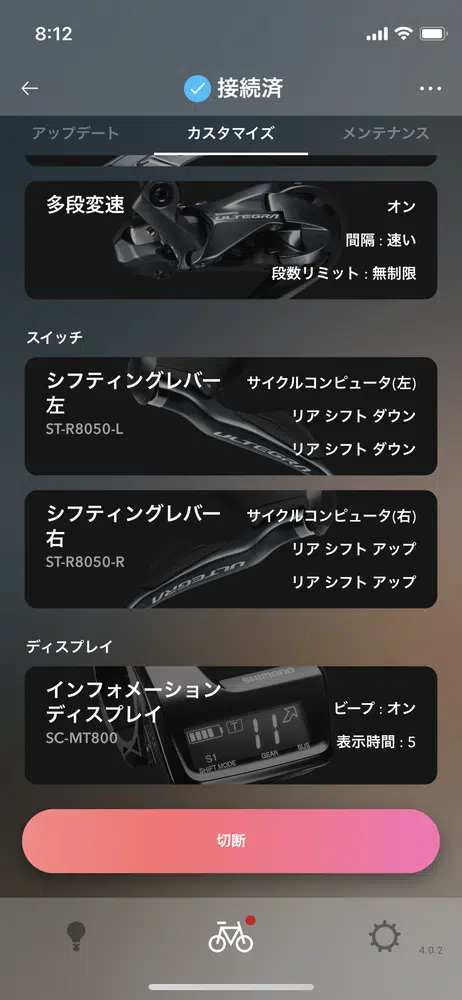 8:12
接続済
アップデート カスタマイズ メンテナンス
多段変速
ULTEGRA
オン
間隔 : 速い
段数リミット : 無制限
スイッチ
シフティングレバー
左
ST-R8050-L
ULTEGRA
サイクルコンピュータ(左)
リア シフト ダウン
リア シフト ダウン
シフティングレバー
右
ST-R8050-R
ULTEGRA
サイクルコンピュータ(右)
リア シフト アップ
リア シフト アップ
ディスプレイ
インフォメーション
ディスプレイ
SC-MT800
SHIMANO
T
11
S1
SHIFT MODE GEAR BUS
ビープ : オン
表示時間 : 5
切断
4.0.2